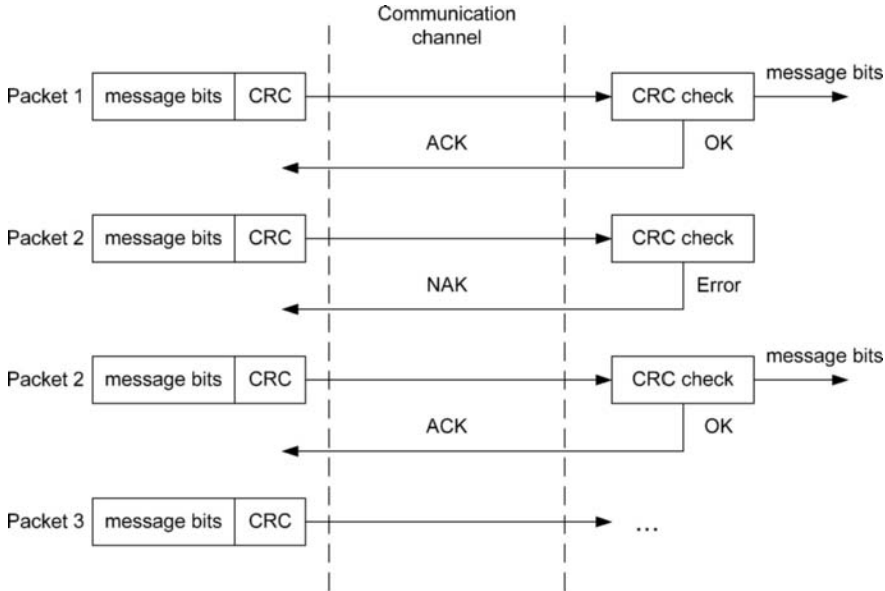 Communication
channel
Packet 1 message bits CRC CRC check message bits
ACK OK
Packet 2 message bits CRC CRC check
NAK Error
Packet 2 message bits CRC CRC check message bits
ACK OK
Packet 3 message bits CRC ...